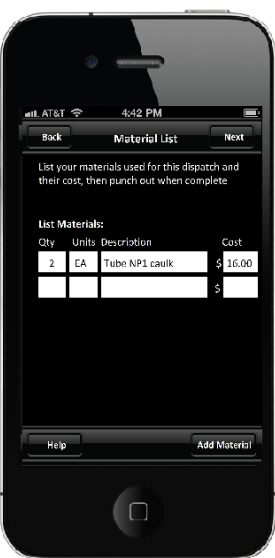 AT&T 4:42 PM
Back Material List Next
List your materials used for this dispatch and
their cost, then punch out when complete
List Materials:
Qty Units Description Cost
2 EA Tube NP1 caulk $ 16.00
$
Help Add Material